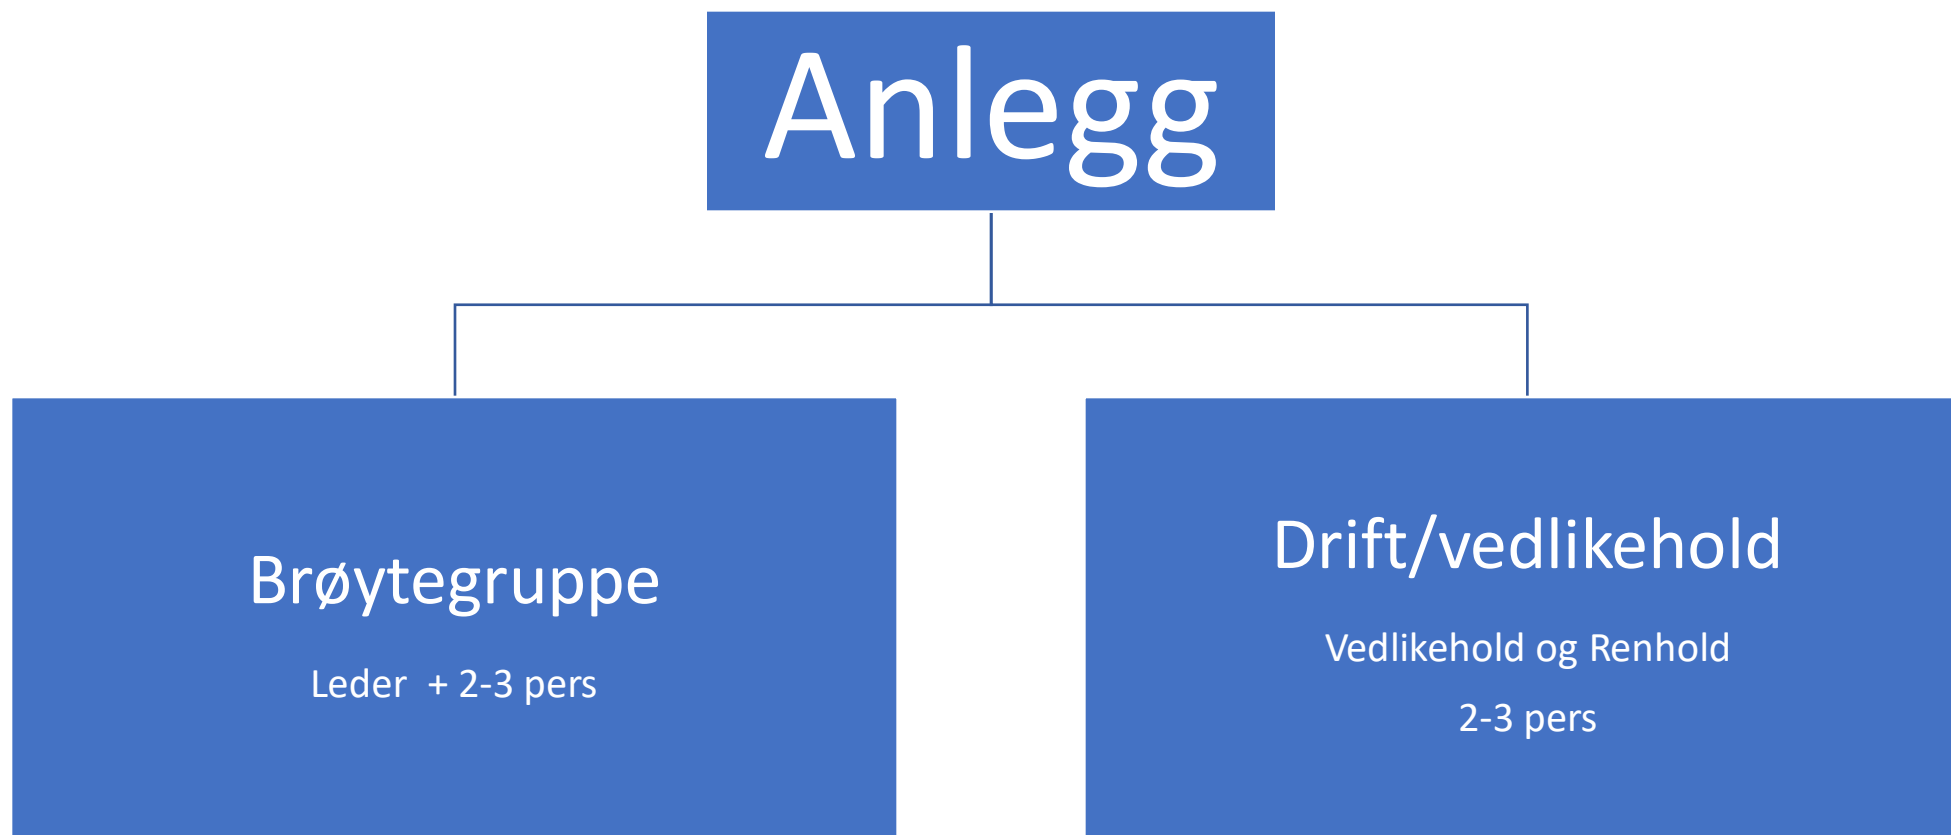 Anlegg
Brøytegruppe
Leder  + 2-3 pers
Drift/vedlikehold
Vedlikehold og Renhold
2-3 pers